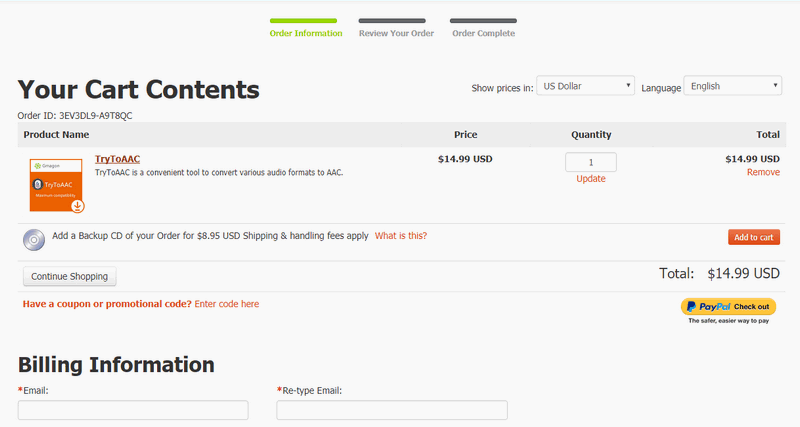 Order Information Review Your Order Order Complete
Your Cart Contents
Show prices in: US Dollar Language English
Order ID: 3EV3DL9-A9T8QC
Product Name Price Quantity Total
Gmagon
TryToAAC
TryToAAC
TryToAAC is a convenient tool to convert various audio formats to AAC.
$14.99 USD
1
Update
$14.99 USD
Remove
Add a Backup CD of your Order for $8.95 USD Shipping & handling fees apply What is this?
Add to cart
Continue Shopping
Total: $14.99 USD
Have a coupon or promotional code? Enter code here
PayPal Check out
The safer, easier way to pay
Billing Information
*Email: *Re-type Email: